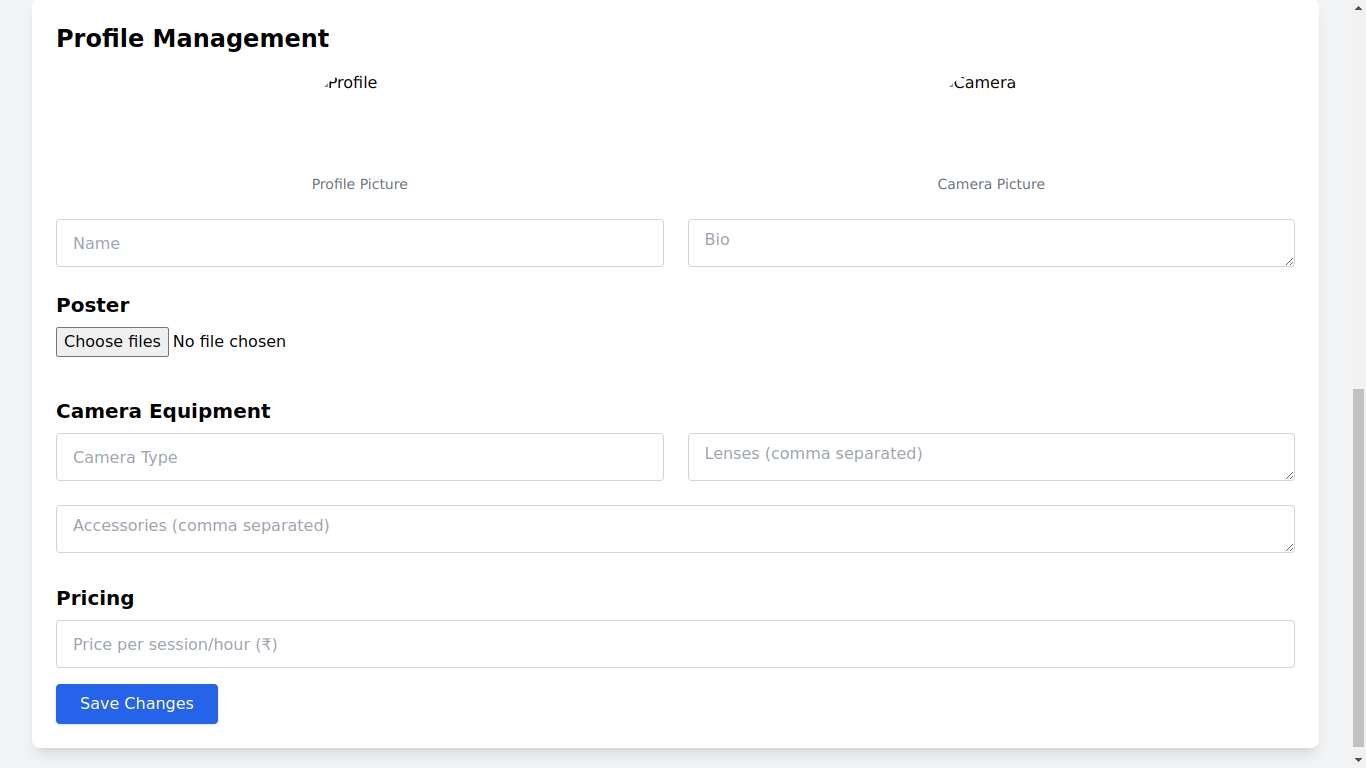 Profile Management
Profile
Camera
Profile Picture
Camera Picture
Name
Bio
Poster
Choose files No file chosen
Camera Equipment
Camera Type
Lenses (comma separated)
Accessories (comma separated)
Pricing
Price per session/hour (₹)
Save Changes